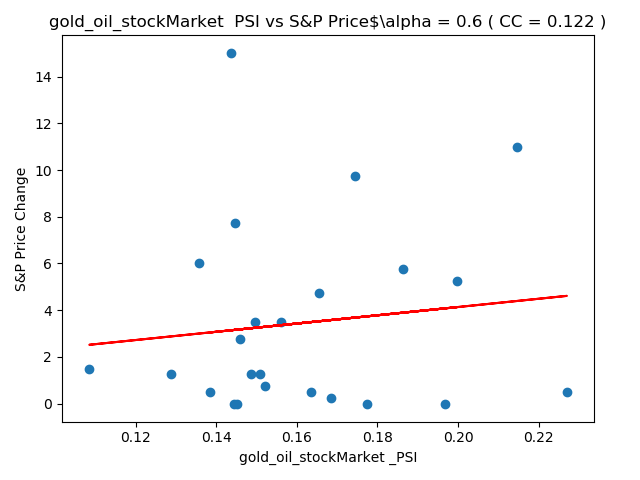 gold_oil_stockMarket  PSI vs S&P Price$\alpha = 0.6 ( CC = 0.122 )
14
12
10
8
6
4
2
0
S&P Price Change
0.12 0.14 0.16 0.18 0.20 0.22
gold_oil_stockMarket _PSI